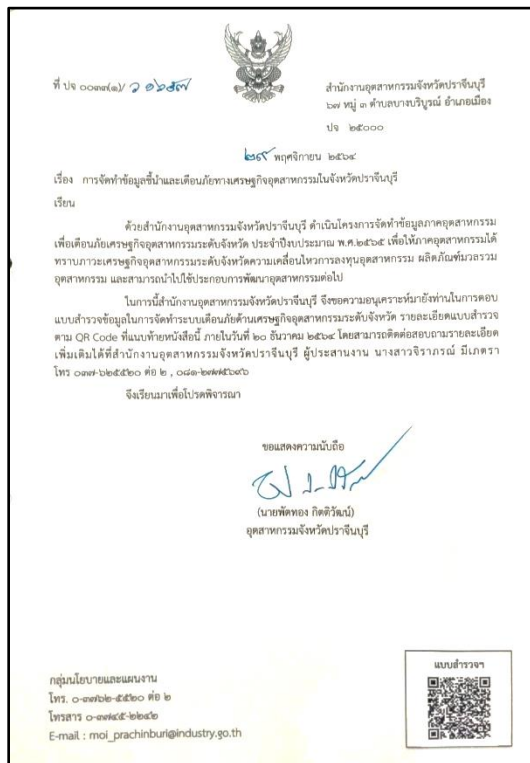 ที่ ปจ ๐๐๓๓(๑)/
สำนักงานอุตสาหกรรมจังหวัดปราจีนบุรี
๖๗ หมู่ ๓ ตำบลบางบริบูรณ์ อำเภอเมือง
ปจ ๒๕๐๐๐
๒๙ พฤศจิกายน ๒๕๖๔
เรื่อง การจัดทำข้อมูลชี้นำและเตือนภัยทางเศรษฐกิจอุตสาหกรรมในจังหวัดปราจีนบุรี
เรียน
ด้วยสำนักงานอุตสาหกรรมจังหวัดปราจีนบุรี ดำเนินโครงการจัดทำข้อมูลภาคอุตสาหกรรม
เพื่อเตือนภัยเศรษฐกิจอุตสาหกรรมระดับจังหวัด ประจำปีงบประมาณ พ.ศ.๒๕๖๕ เพื่อให้ภาคอุตสาหกรรมได้
ทราบภาวะเศรษฐกิจอุตสาหกรรมระดับจังหวัดความเคลื่อนไหวการลงทุนอุตสาหกรรม ผลิตภัณฑ์มวลรวม
อุตสาหกรรม และสามารถนำไปใช้ประกอบการพัฒนาอุตสาหกรรมต่อไป
ในการนี้สำนักงานอุตสาหกรรมจังหวัดปราจีนบุรี จึงขอความอนุเคราะห์มายังท่านในการตอบ
แบบสำรวจข้อมูลในการจัดทำระบบเตือนภัยด้านเศรษฐกิจอุตสาหกรรมระดับจังหวัด รายละเอียดแบบสำรวจ
ตาม QR Code ที่แนบท้ายหนังสือนี้ ภายในวันที่ ๒๐ ธันวาคม ๒๕๖๔ โดยสามารถติดต่อสอบถามรายละเอียด
เพิ่มเติมได้ที่สำนักงานอุตสาหกรรมจังหวัดปราจีนบุรี ผู้ประสานงาน นางสาวจิราภรณ์ มีเภตรา
โทร ๐๓๗-๖๒๕๕๒๐ ต่อ ๒ , ๐๘๑-๒๗๗๕๖๙๖
จึงเรียนมาเพื่อโปรดพิจารณา
ขอแสดงความนับถือ
(นายพัดทอง กิตติวัฒน์)
อุตสาหกรรมจังหวัดปราจีนบุรี
กลุ่มนโยบายและแผนงาน
โทร. ๐-๓๗๖๒-๕๕๒๐ ต่อ ๒
โทรสาร ๐-๓๗๔๕-๒๒๔๒
E-mail : moi_prachinburi@industry.go.th
แบบสำรวจฯ